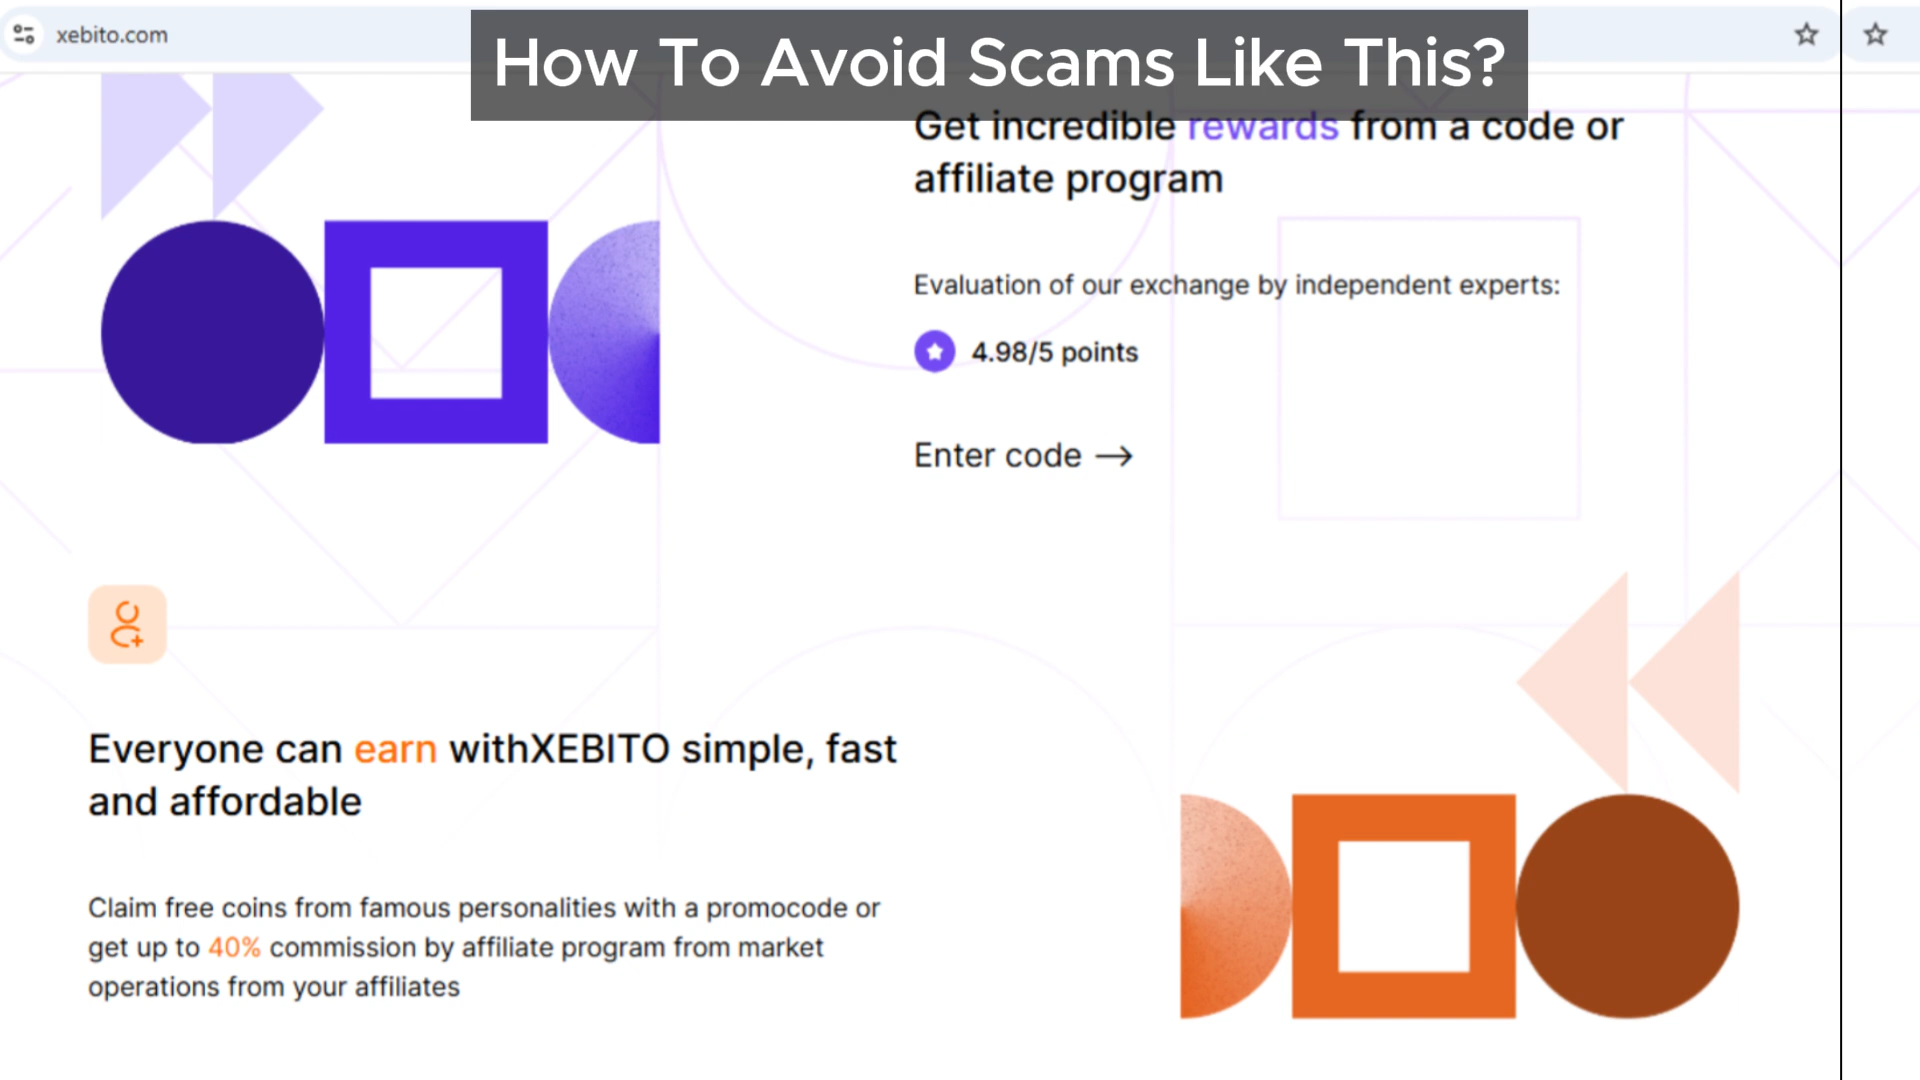 xebito.com
How To Avoid Scams Like This?
Get incredible rewards from a code or
affiliate program
Evaluation of our exchange by independent experts:
4.98/5 points
Enter code →
Everyone can earn withXEBITO simple, fast
and affordable
Claim free coins from famous personalities with a promocode or
get up to 40% commission by affiliate program from market
operations from your affiliates